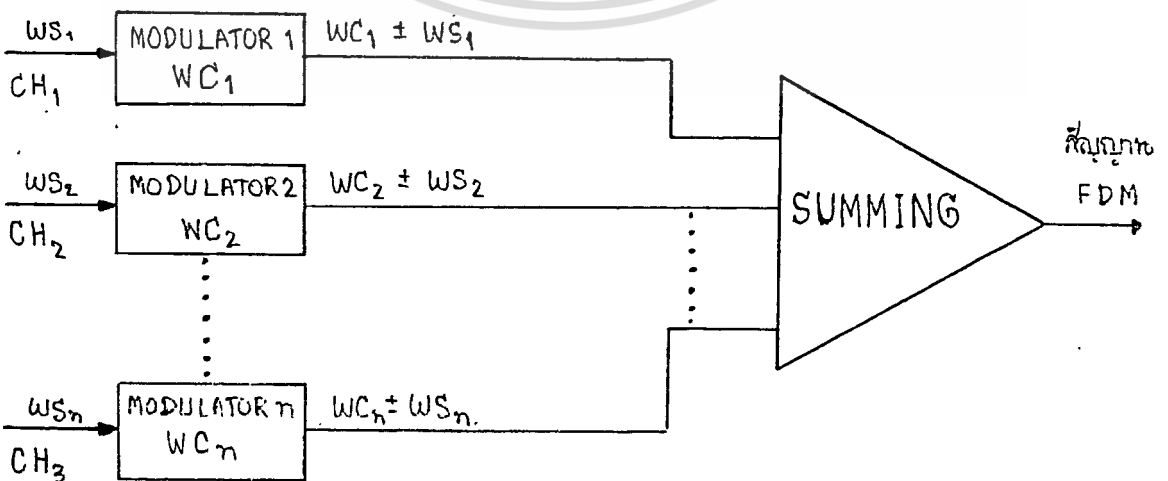 WS₁
CH₁
MODULATOR 1
WC₁
WC₁ ± WS₁
WS₂
CH₂
MODULATOR 2
WC₂
WC₂ ± WS₂
WSₙ
CH₃
MODULATOR n
WCₙ
WCₙ ± WSₙ.
SUMMING
สัญญาณ
FDM